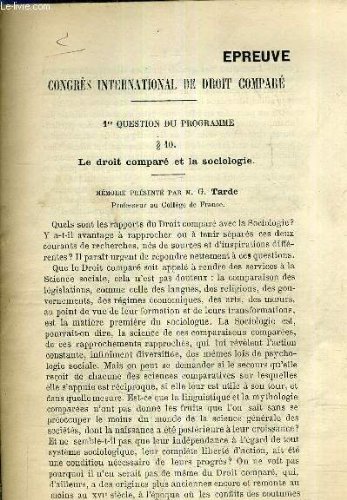 Le-livre.com
EPREUVE
CONGRÈS INTERNATIONAL DE DROIT COMPARÉ
1re QUESTION DU PROGRAMME
§ 10.
Le droit comparé et la sociologie.
MÉMOIRE PRÉSENTÉ PAR M. G. Tarde
Professeur au Collège de France.
Quels sont les rapports du Droit comparé avec la Sociologie?
Y a-t-il avantage à rapprocher ou à tenir séparés ces deux
courants de recherches, nés de sources et d'inspirations diffé-
rentes? Il paraît urgent de répondre nettement à ces questions.
Que le Droit comparé soit appelé à rendre des services à la
Science sociale, cela n'est pas douteux : la comparaison des
législations, comme celle des langues, des religions, des gou-
vernements, des régimes économiques, des arts, des mœurs,
au point de vue de leur formation et de leurs transformations,
est la matière première du sociologue. La Sociologie est,
pourrait-on dire, la science de ces comparaisons comparées,
de ces rapprochements rapprochés, qui lui révèlent l'action
constante, infiniment diversifiée, des mêmes lois de psycho-
logie sociale. Mais on peut se demander si le secours qu'elle
reçoit de chacune des sciences comparatives sur lesquelles
elle s'appuie est réciproque, si elle leur est utile à son tour, et
dans quelle mesure. Est-ce que la linguistique et la mythologie
comparées n'ont pas donné les fruits que l'on sait sans se
préoccuper le moins du monde de la science générale des
sociétés, dont la naissance a été postérieure à leur croissance?
Et ne semble-t-il pas que leur indépendance à l'égard de tout
système sociologique, leur complète liberté d'action, ait été
une condition nécessaire de leurs progrès? On ne voit pas
pourquoi il n'en serait pas de même du Droit comparé, qui,
d'ailleurs, a des origines plus anciennes encore et remonte au
moins au XVIe siècle, à l'époque où les conflits des coutumes